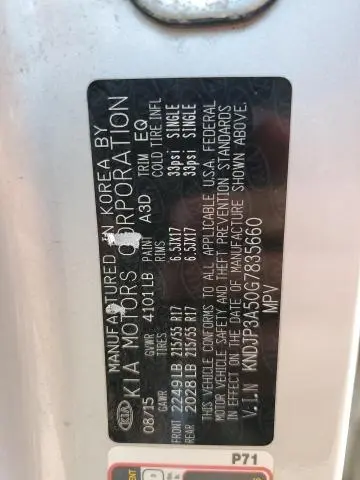 MANUFACTURED IN KOREA BY
KIA MOTORS CORPORATION
08/15 GVWR 4101LB PAINT A3D TRIM EQ
GAWR RIMS COLD TIRE INFL
FRONT 2249LB 215/55 R17 6.5JX17 33psi SINGLE
REAR 2028LB 215/55 R17 6.5JX17 33psi SINGLE
THIS VEHICLE CONFORMS TO ALL APPLICABLE U.S.A. FEDERAL
MOTOR VEHICLE SAFETY AND THEFT PREVENTION STANDARDS
IN EFFECT ON THE DATE OF MANUFACTURE SHOWN ABOVE.
V.I.N KNDJP3A50G7835660
MPV
KIA
P71